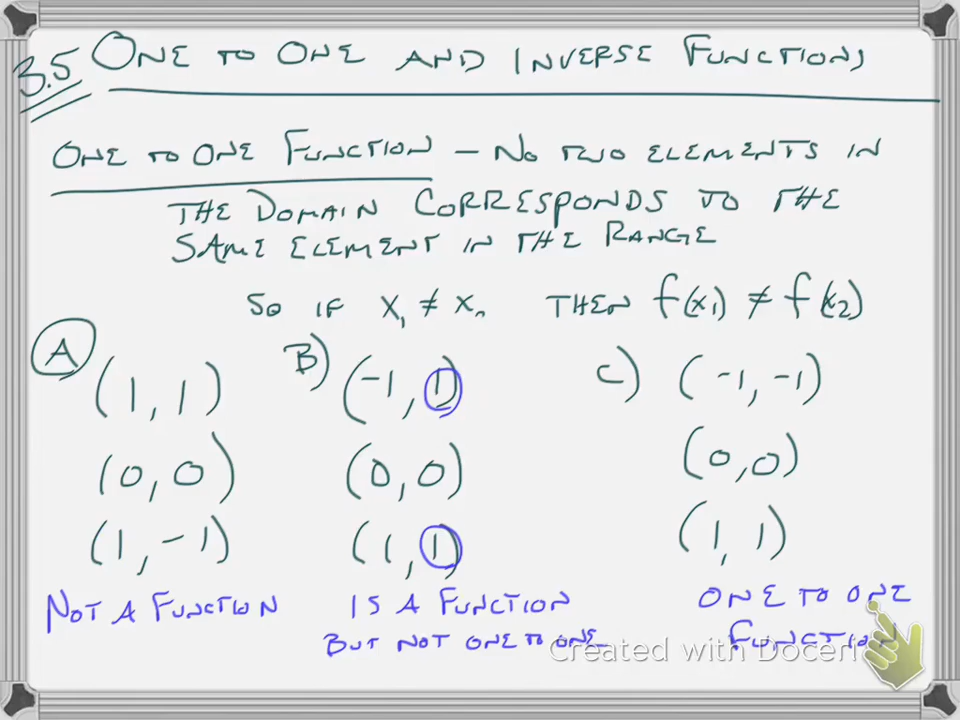 3.5 ONE TO ONE AND INVERSE FUNCTIONS
ONE TO ONE FUNCTION – NO TWO ELEMENTS IN
THE DOMAIN CORRESPONDS TO THE
SAME ELEMENT IN THE RANGE
SO IF X₁ ≠ X₂ THEN f(x₁) ≠ f(x₂)
A B) C)
(1, 1) (-1, 1) (-1, -1)
(0, 0) (0, 0) (0, 0)
(1, -1) (1, 1) (1, 1)
NOT A FUNCTION IS A FUNCTION ONE TO ONE
BUT NOT ONE TO ONE FUNCTION
Created with Doceri